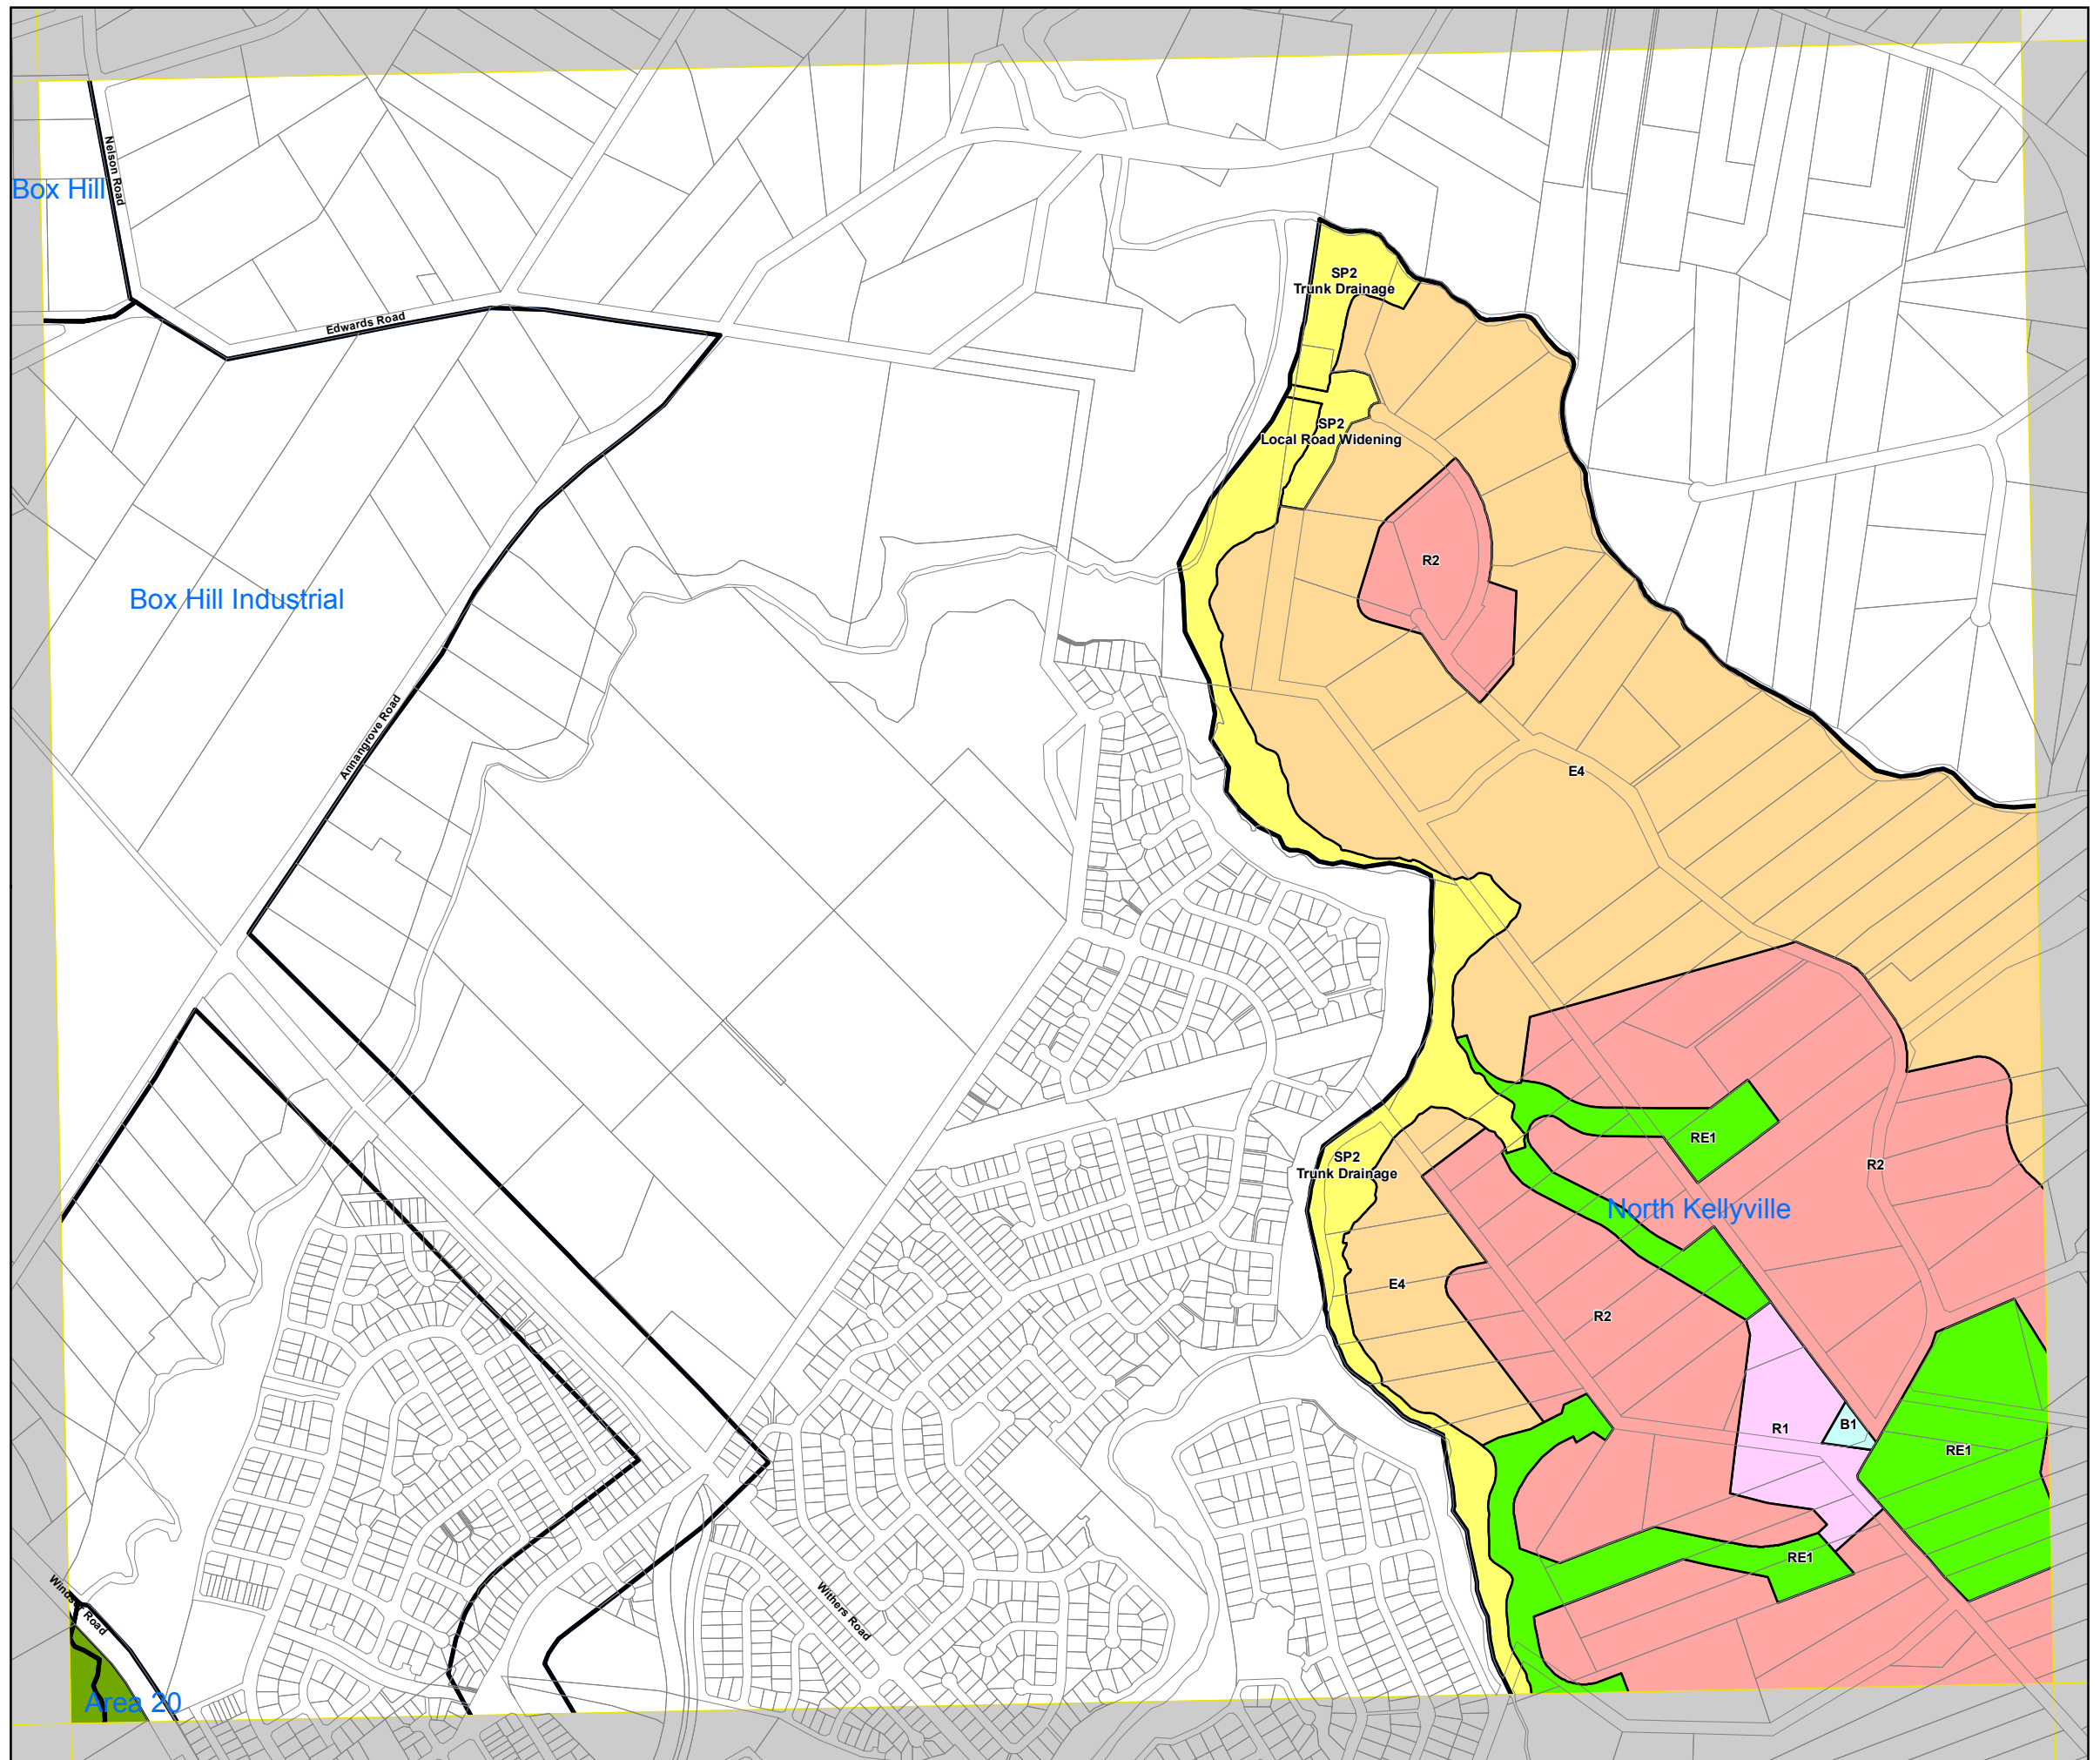 Nelson Road
Box Hill
SP2
Trunk Drainage
Edwards Road
SP2
Local Road Widening
R2
Box Hill Industrial
Annangrove Road
E4
RE1
SP2
Trunk Drainage
R2
North Kellyville
E4
R2
B1
R1
RE1
RE1
Withers Road
Windsor Road
Area 20